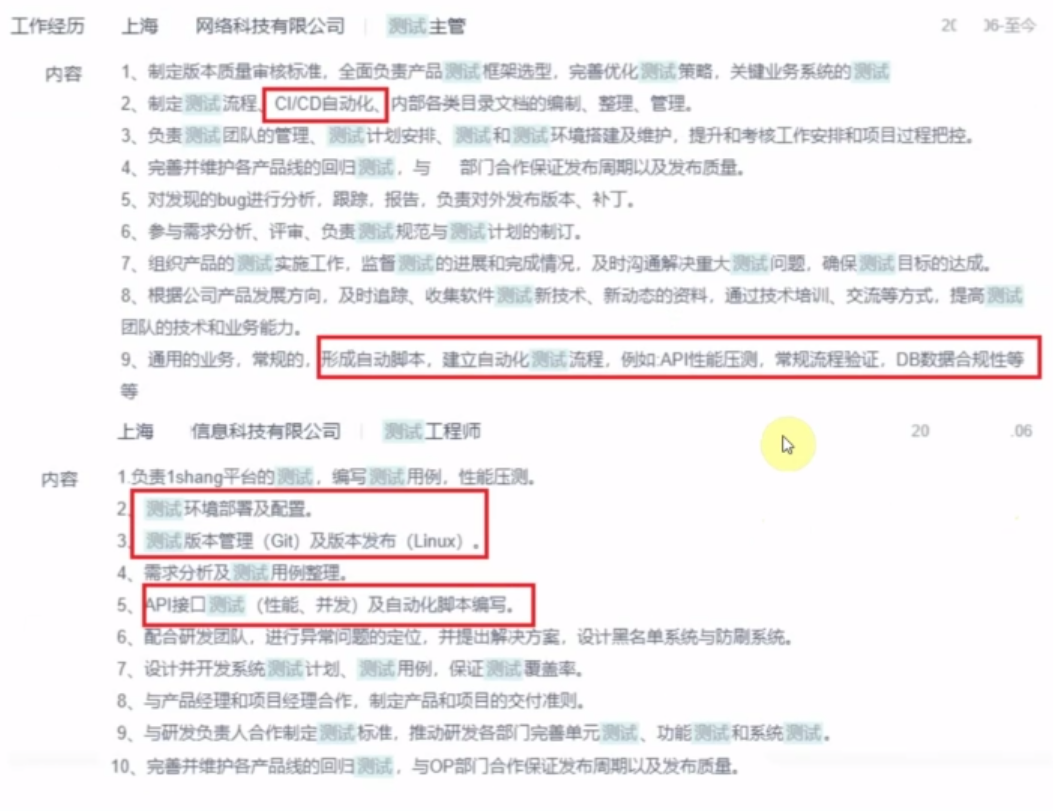 工作经历 上海 网络科技有限公司 测试主管 20 06-至今
内容 1、制定版本质量审核标准，全面负责产品测试框架选型，完善优化测试策略，关键业务系统的测试
2、制定测试流程、CI/CD自动化、内部各类目录文档的编制、整理、管理。
3、负责测试团队的管理、测试计划安排、测试和测试环境搭建及维护，提升和考核工作安排和项目过程把控。
4、完善并维护各产品线的回归测试，与 部门合作保证发布周期以及发布质量。
5、对发现的bug进行分析，跟踪，报告，负责对外发布版本、补丁。
6、参与需求分析、评审、负责测试规范与测试计划的制订。
7、组织产品的测试实施工作，监督测试的进展和完成情况，及时沟通解决重大测试问题，确保测试目标的达成。
8、根据公司产品发展方向，及时追踪、收集软件测试新技术、新动态的资料，通过技术培训、交流等方式，提高测试
团队的技术和业务能力。
9、通用的业务，常规的，形成自动脚本，建立自动化测试流程，例如:API性能压测，常规流程验证，DB数据合规性等
等
上海 信息科技有限公司 测试工程师 20 .06
内容 1.负责1shang平台的测试，编写测试用例，性能压测。
2、测试环境部署及配置。
3、测试版本管理（Git）及版本发布（Linux）。
4、需求分析及测试用例整理。
5、API接口测试（性能、并发）及自动化脚本编写。
6、配合研发团队，进行异常问题的定位，并提出解决方案，设计黑名单系统与防刷系统。
7、设计并开发系统测试计划、测试用例，保证测试覆盖率。
8、与产品经理和项目经理合作，制定产品和项目的交付准则。
9、与研发负责人合作制定测试标准，推动研发各部门完善单元测试、功能测试和系统测试。
10、完善并维护各产品线的回归测试，与OP部门合作保证发布周期以及发布质量。